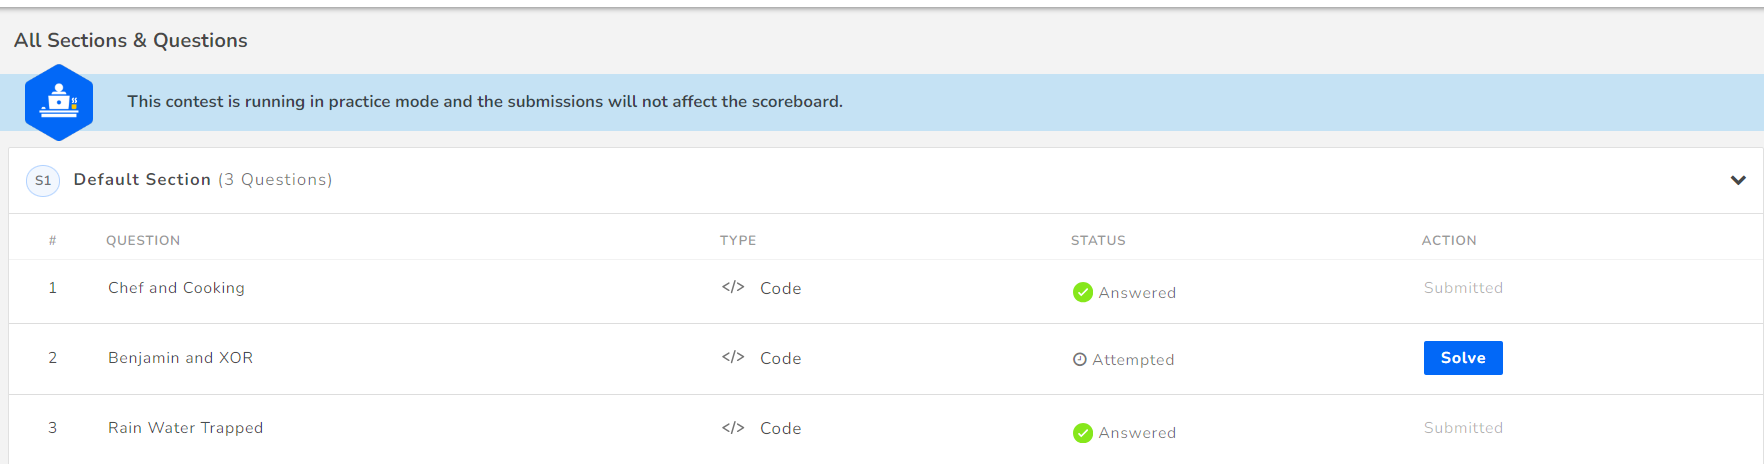 All Sections & Questions
This contest is running in practice mode and the submissions will not affect the scoreboard.
S1 Default Section (3 Questions)
# QUESTION TYPE STATUS ACTION
1 Chef and Cooking </> Code Answered Submitted
2 Benjamin and XOR </> Code Attempted Solve
3 Rain Water Trapped </> Code Answered Submitted